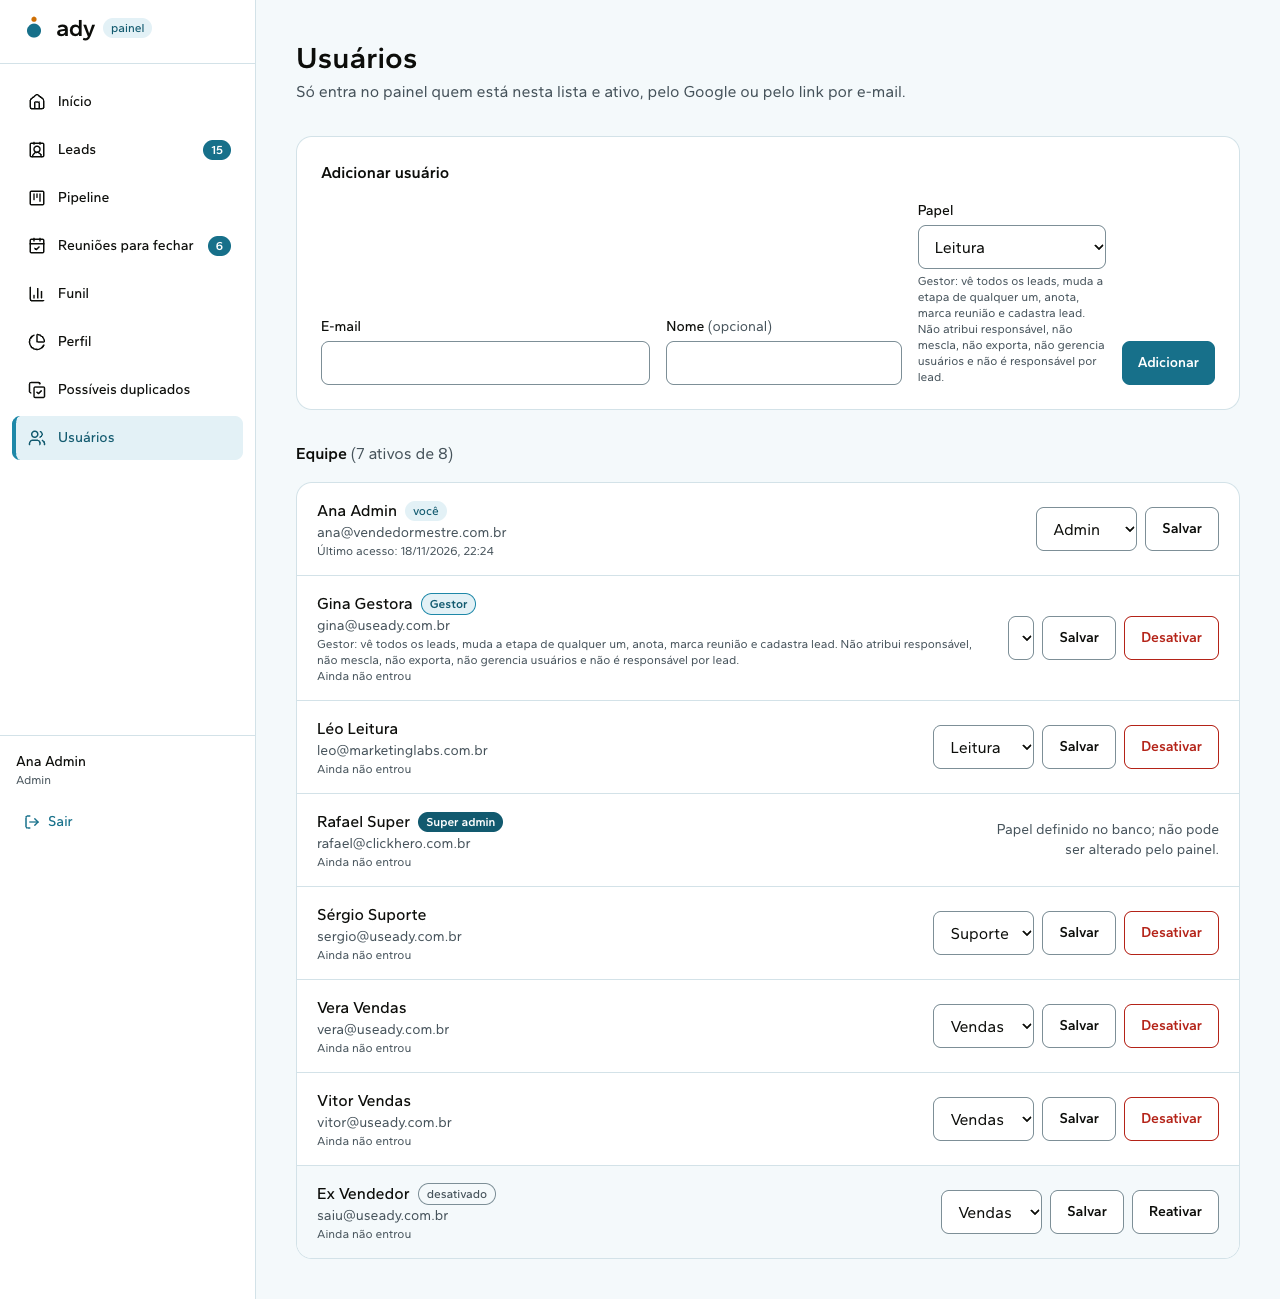 ady painel
Início
Leads 15
Pipeline
Reuniões para fechar 6
Funil
Perfil
Possíveis duplicados
Usuários
Ana Admin
Admin
Sair
Usuários
Só entra no painel quem está nesta lista e ativo, pelo Google ou pelo link por e-mail.
Adicionar usuário
E-mail
Nome (opcional)
Papel
Leitura
Gestor: vê todos os leads, muda a
etapa de qualquer um, anota,
marca reunião e cadastra lead.
Não atribui responsável, não
mescla, não exporta, não gerencia
usuários e não é responsável por
lead.
Adicionar
Equipe (7 ativos de 8)
Ana Admin você
ana@vendedormestre.com.br
Último acesso: 18/11/2026, 22:24
Admin Salvar
Gina Gestora Gestor
gina@useady.com.br
Gestor: vê todos os leads, muda a etapa de qualquer um, anota, marca reunião e cadastra lead. Não atribui responsável,
não mescla, não exporta, não gerencia usuários e não é responsável por lead.
Ainda não entrou
Salvar Desativar
Léo Leitura
leo@marketinglabs.com.br
Ainda não entrou
Leitura Salvar Desativar
Rafael Super Super admin
rafael@clickhero.com.br
Ainda não entrou
Papel definido no banco; não pode
ser alterado pelo painel.
Sérgio Suporte
sergio@useady.com.br
Ainda não entrou
Suporte Salvar Desativar
Vera Vendas
vera@useady.com.br
Ainda não entrou
Vendas Salvar Desativar
Vitor Vendas
vitor@useady.com.br
Ainda não entrou
Vendas Salvar Desativar
Ex Vendedor desativado
saiu@useady.com.br
Ainda não entrou
Vendas Salvar Reativar